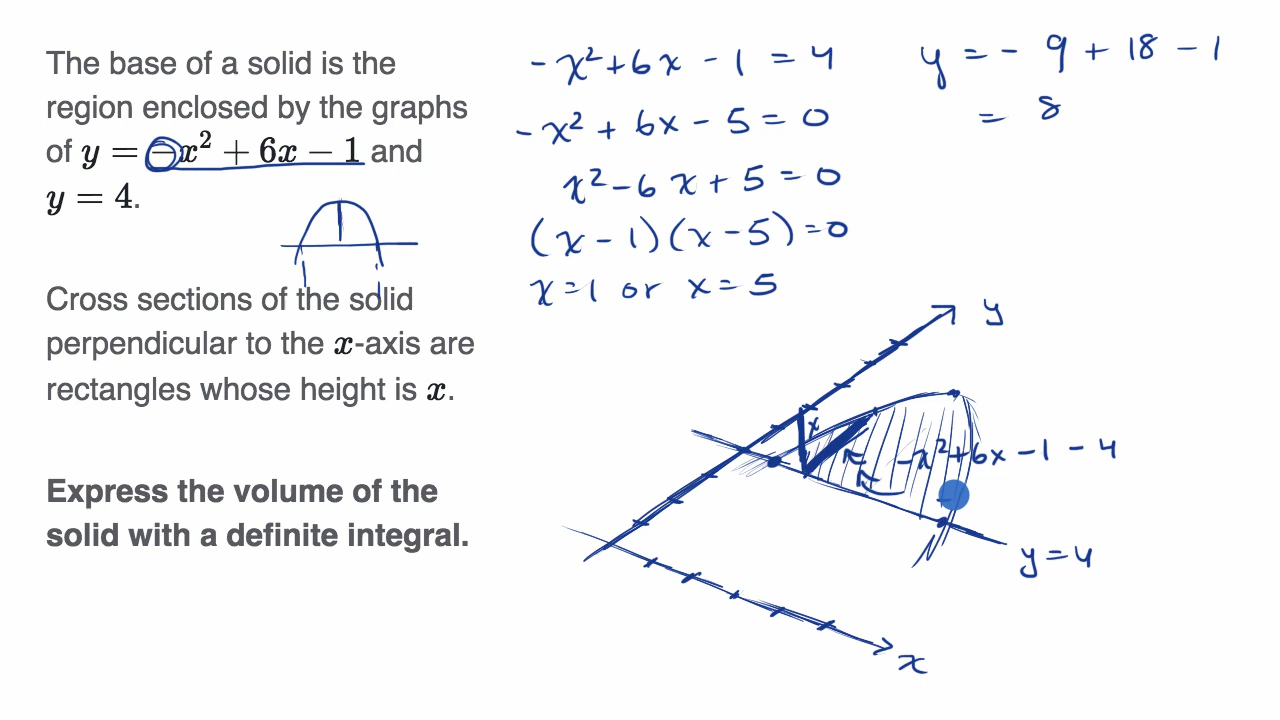 The base of a solid is the
region enclosed by the graphs
of y = −x² + 6x − 1 and
y = 4.
Cross sections of the solid
perpendicular to the x-axis are
rectangles whose height is x.
Express the volume of the
solid with a definite integral.
-x²+6x-1 = 4
-x²+6x-5=0
x²-6x+5=0
(x-1)(x-5)=0
x=1 or x=5
y = -9+18-1
= 8
y
x
-x²+6x-1-4
y=4
x